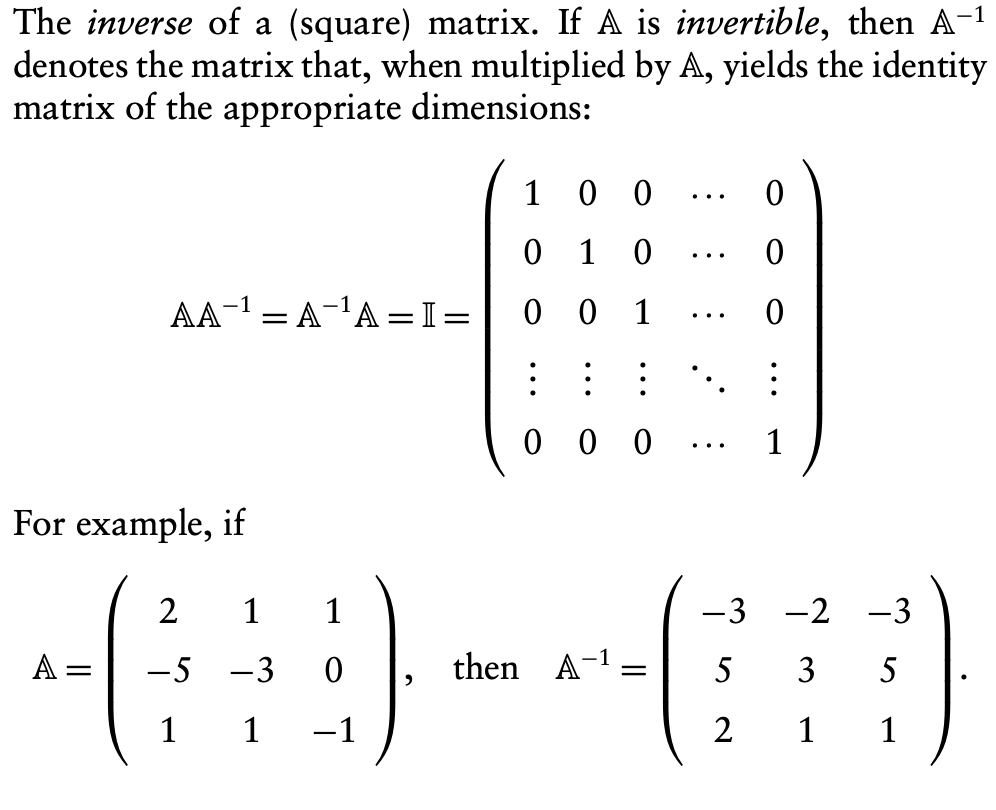 The inverse of a (square) matrix. If 𝔸 is invertible, then 𝔸⁻¹
denotes the matrix that, when multiplied by 𝔸, yields the identity
matrix of the appropriate dimensions:
1 0 0 ⋯ 0
0 1 0 ⋯ 0
𝔸𝔸⁻¹ = 𝔸⁻¹𝔸 = 𝕀 = 0 0 1 ⋯ 0
⋮ ⋮ ⋮ ⋱ ⋮
0 0 0 ⋯ 1
For example, if
2 1 1 −3 −2 −3
𝔸 = −5 −3 0 , then 𝔸⁻¹ = 5 3 5 .
1 1 −1 2 1 1